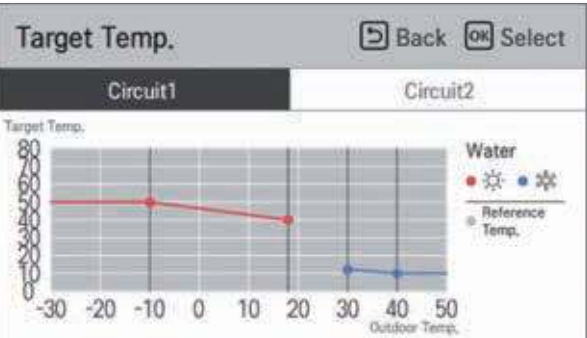 Target Temp.
Back
OK Select
Circuit1
Circuit2
Target Temp.
80
70
60
50
40
30
20
10
0
-30 -20 -10 0 10 20 30 40 50
Outdoor Temp.
Water
Reference
Temp.